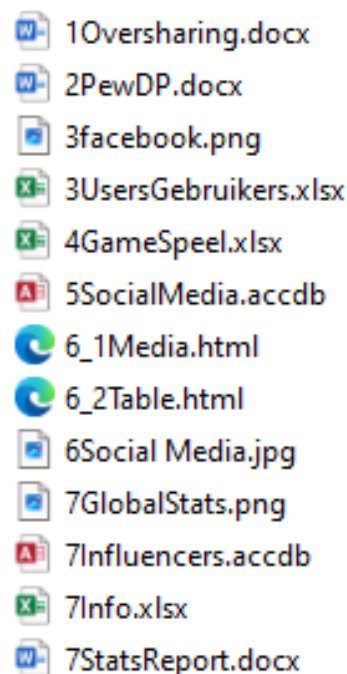 1Oversharing.docx
2PewDP.docx
3facebook.png
3UsersGebruikers.xlsx
4GameSpeel.xlsx
5SocialMedia.accdb
6_1Media.html
6_2Table.html
6Social Media.jpg
7GlobalStats.png
7Influencers.accdb
7Info.xlsx
7StatsReport.docx